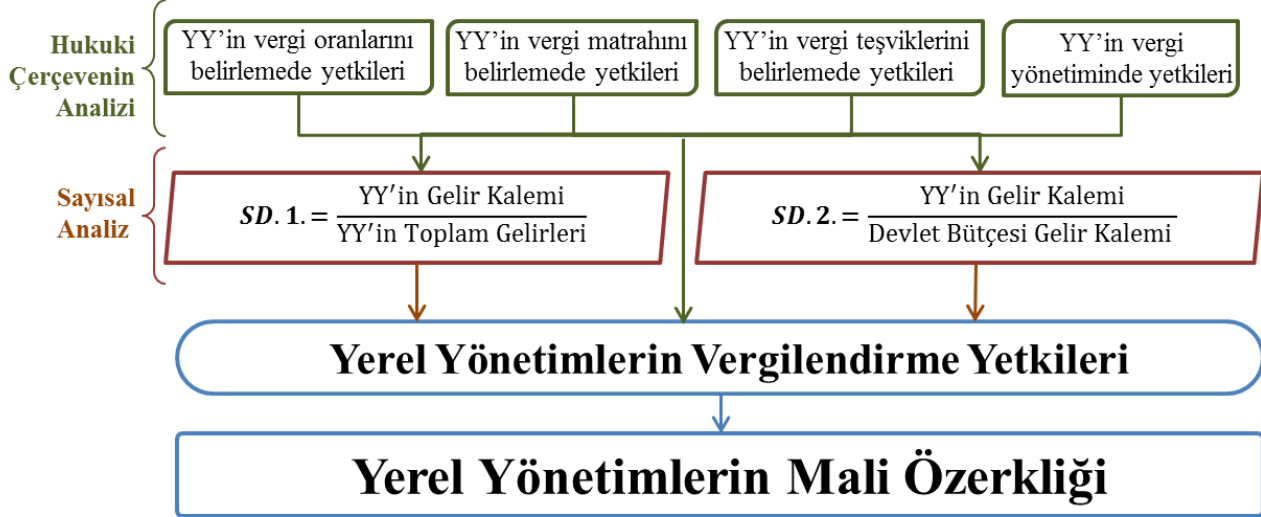 Hukuki
Çerçevenin
Analizi
YY’in vergi oranlarını
belirlemede yetkileri
YY’in vergi matrahını
belirlemede yetkileri
YY’in vergi teşviklerini
belirlemede yetkileri
YY’in vergi
yönetiminde yetkileri
Sayısal
Analiz
SD. 1. =
YY′in Gelir Kalemi
YY′in Toplam Gelirleri
SD. 2. =
YY′in Gelir Kalemi
Devlet Bütçesi Gelir Kalemi
Yerel Yönetimlerin Vergilendirme Yetkileri
Yerel Yönetimlerin Mali Özerkliği